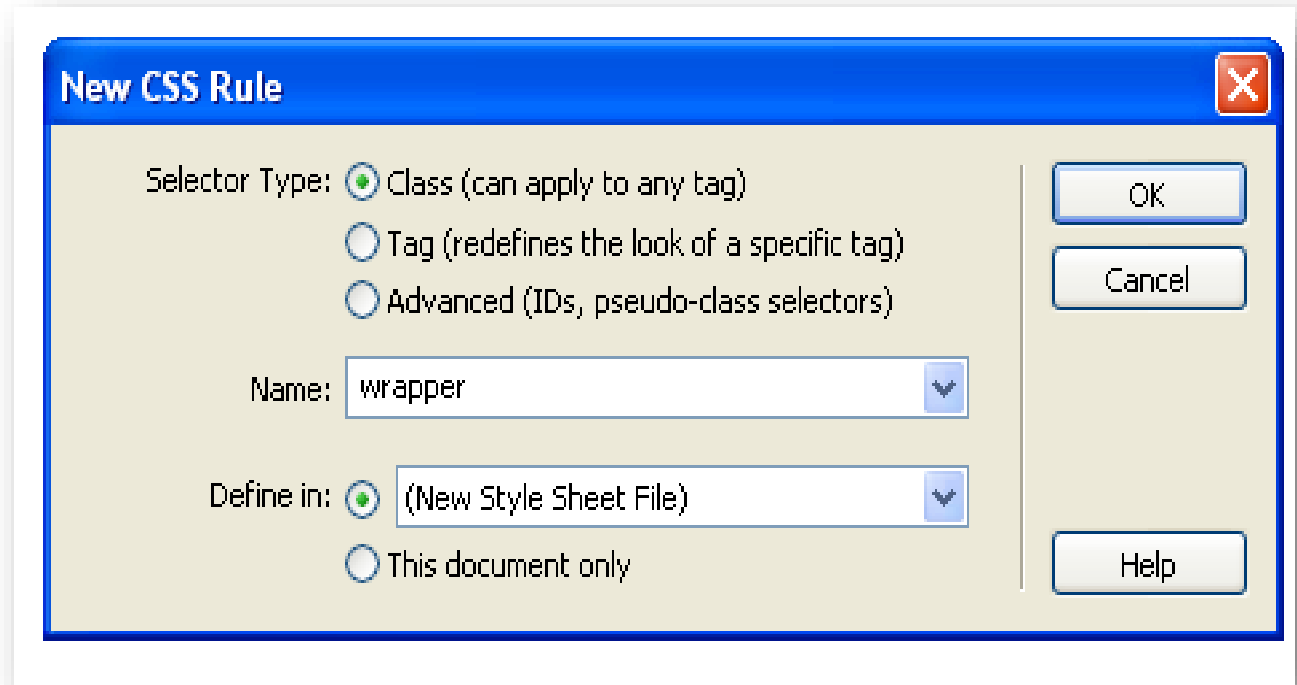 New CSS Rule
Selector Type: Class (can apply to any tag)
Tag (redefines the look of a specific tag)
Advanced (IDs, pseudo-class selectors)
Name: wrapper
Define in: (New Style Sheet File)
This document only
OK
Cancel
Help